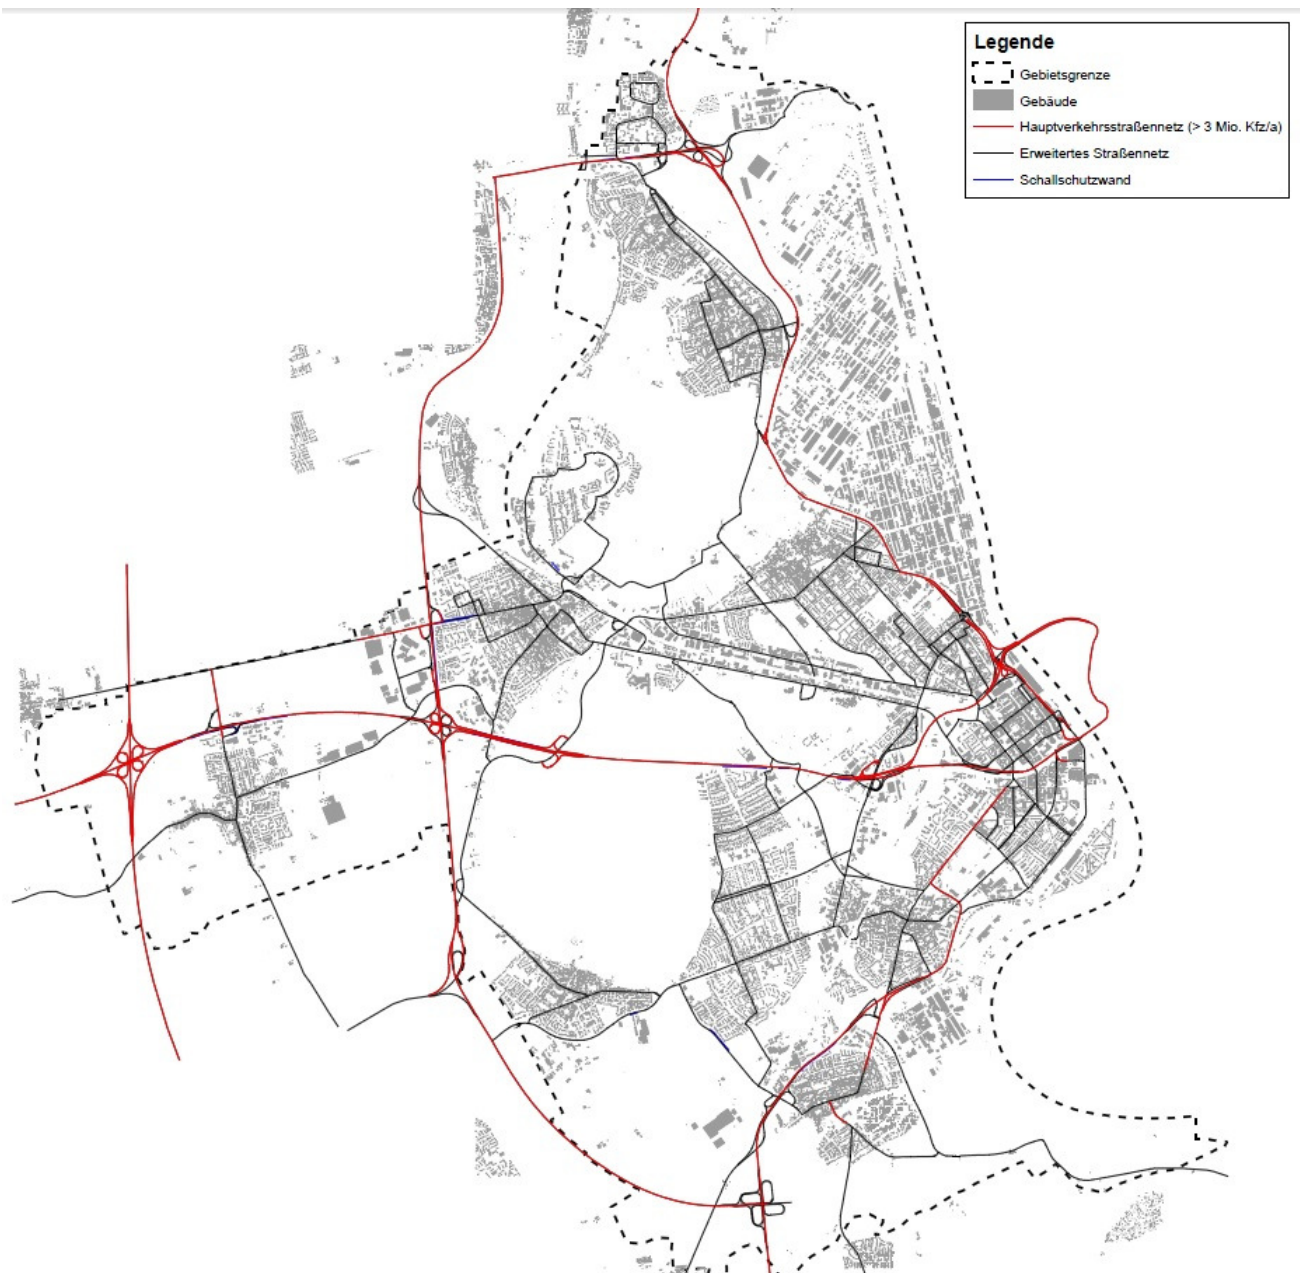 Legende
Gebietsgrenze
Gebäude
Hauptverkehrsstraßennetz (> 3 Mio. Kfz/a)
Erweitertes Straßennetz
Schallschutzwand